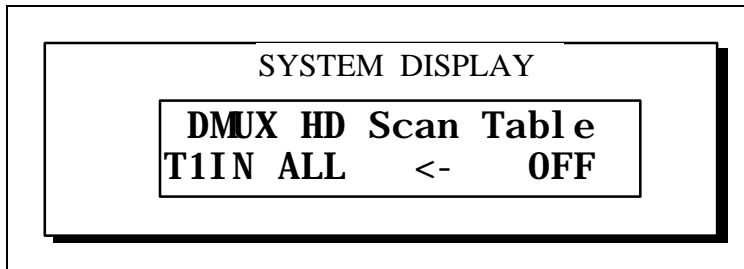 SYSTEM DISPLAY
DMUX HD Scan Table
T1IN ALL <- OFF